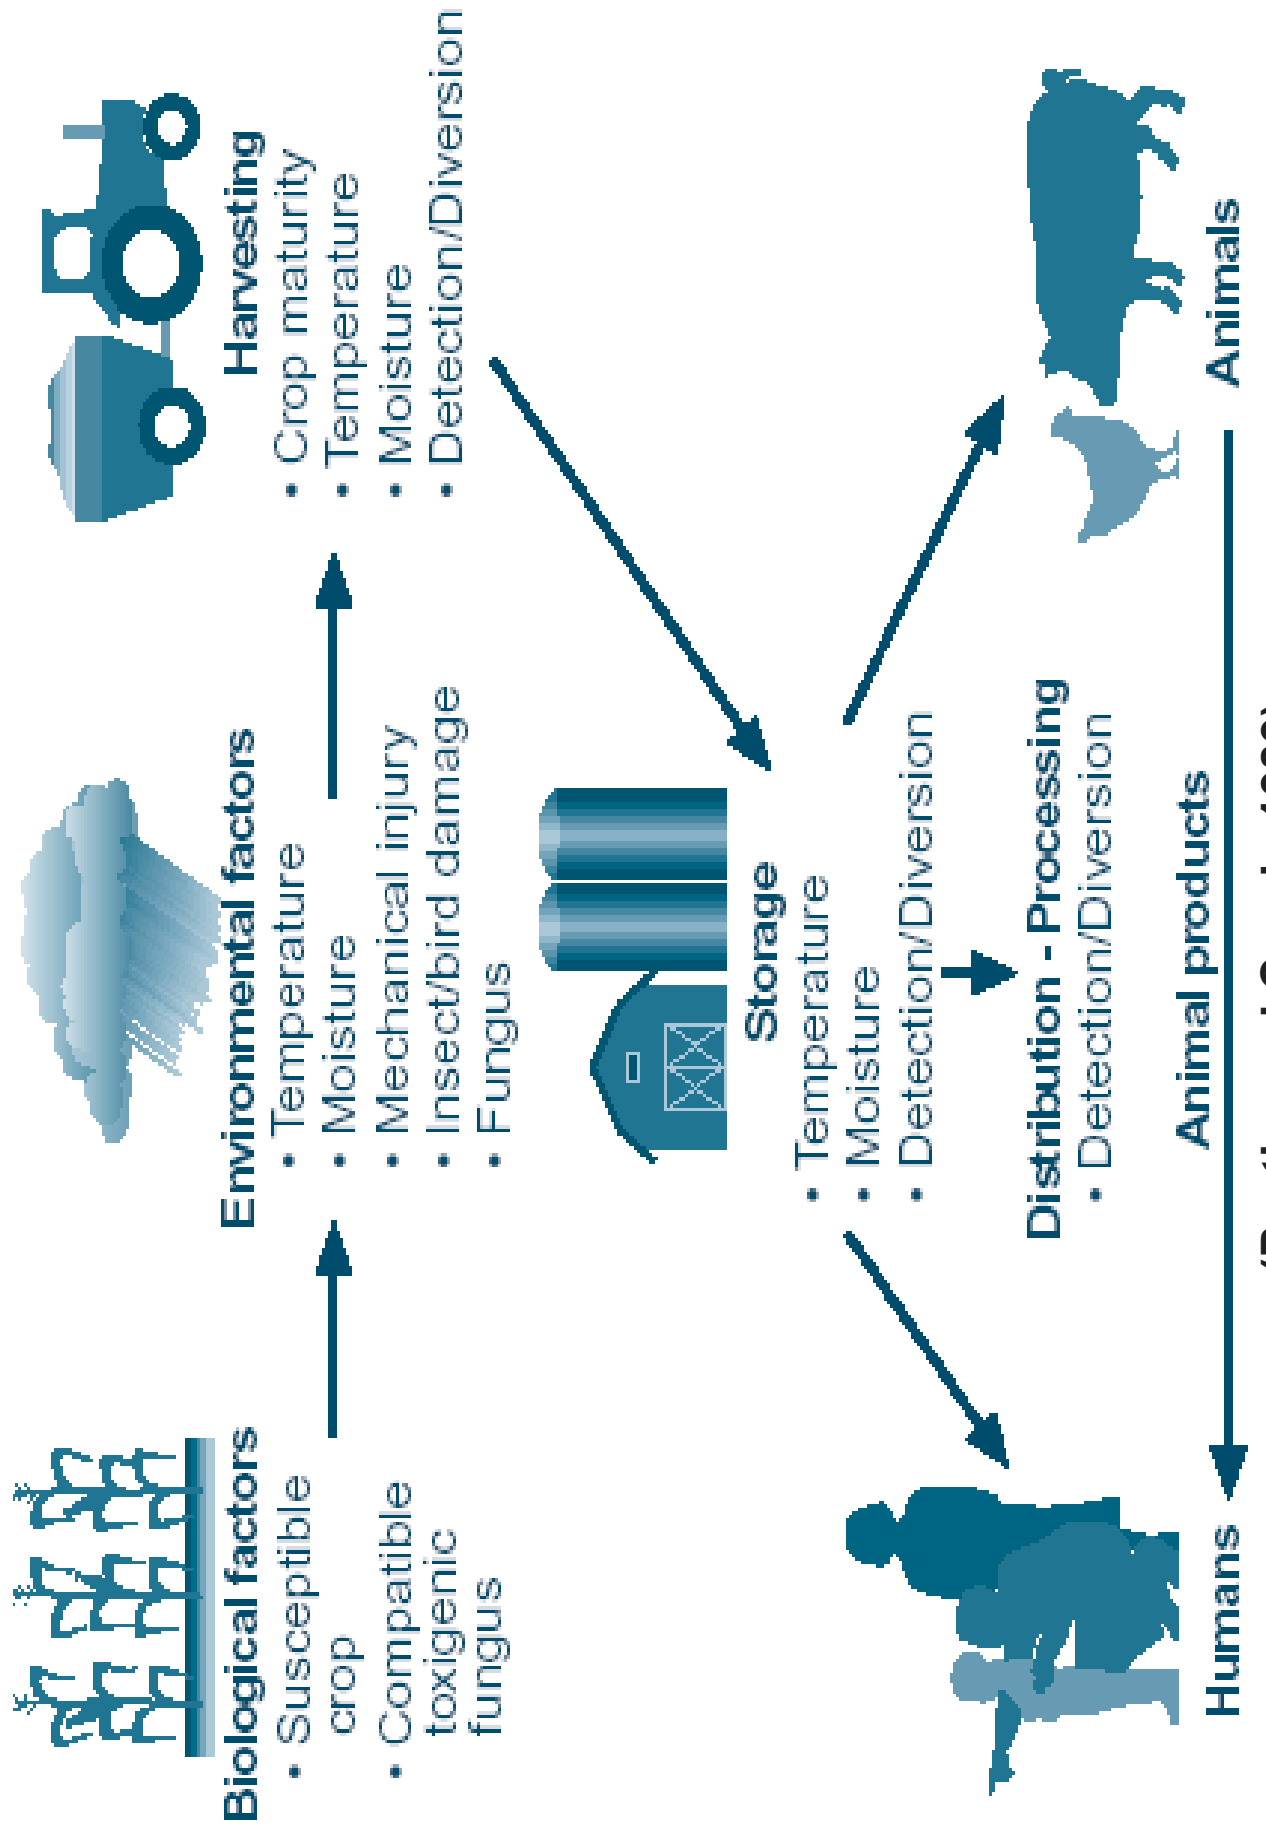 Biological factors
• Susceptible
crop
• Compatible
toxigenic
fungus
Environmental factors
• Temperature
• Moisture
• Mechanical injury
• Insect/bird damage
• Fungus
Harvesting
• Crop maturity
• Temperature
• Moisture
• Detection/Diversion
Storage
• Temperature
• Moisture
• Detection/Diversion
Distribution - Processing
• Detection/Diversion
Humans
Animal products
Animals